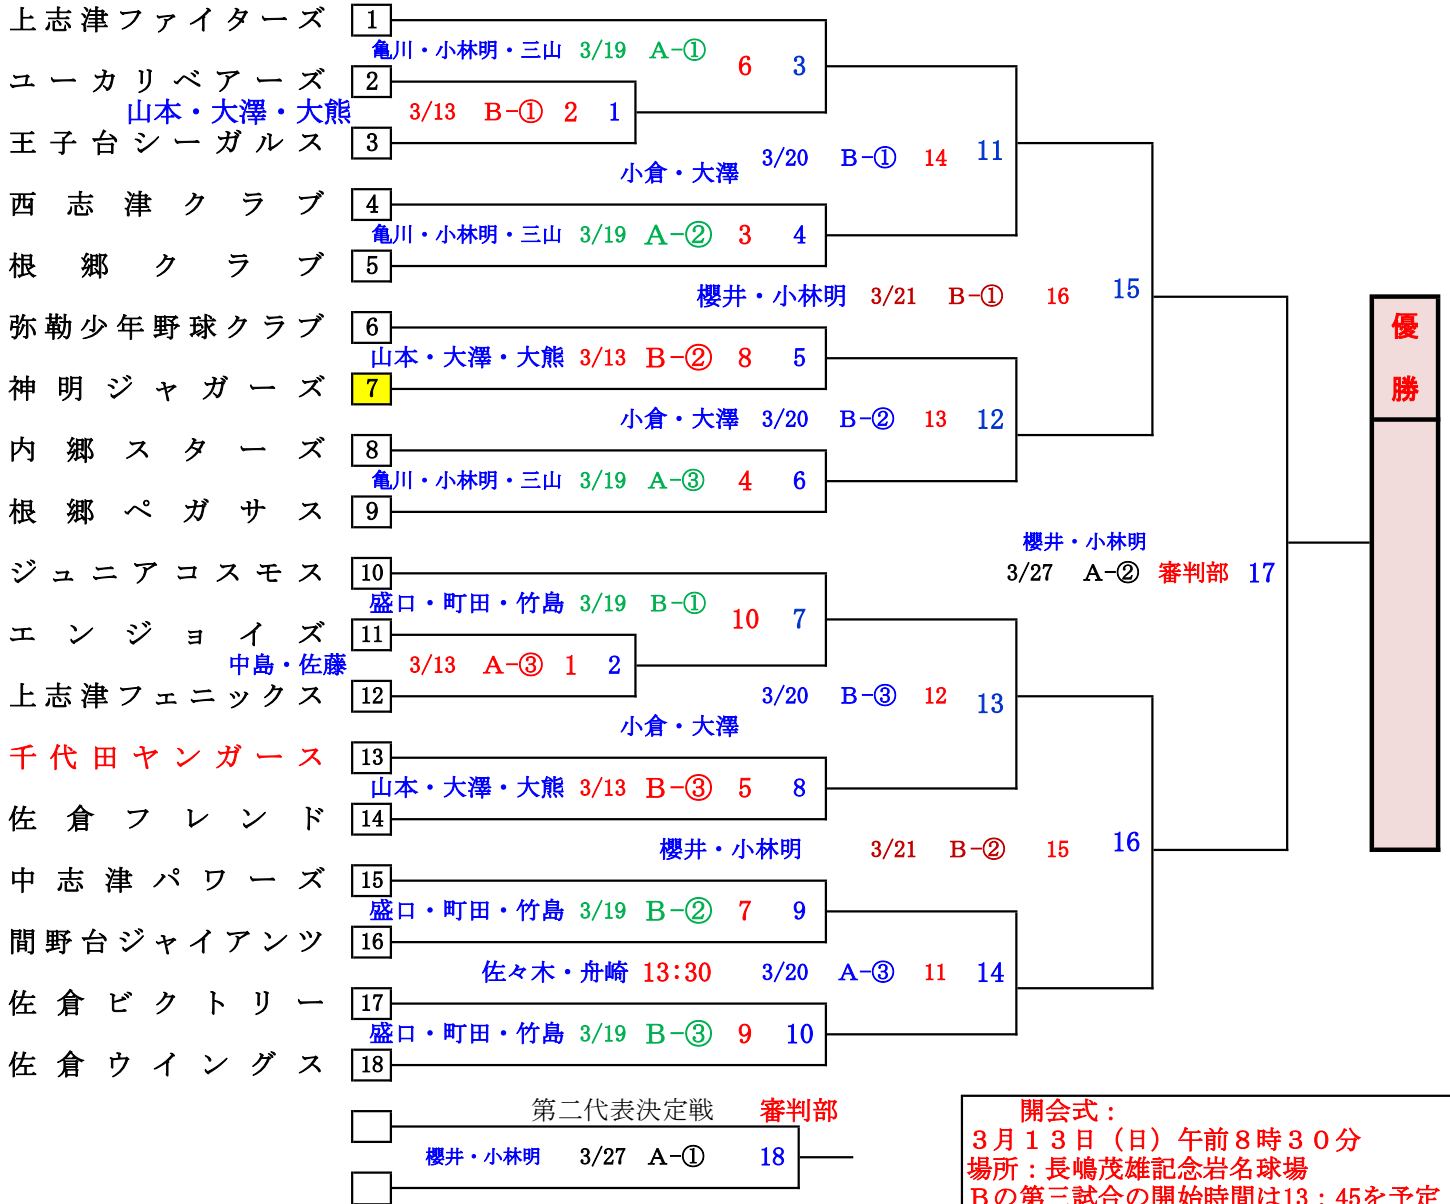 上志津ファイターズ 1
亀川・小林明・三山 3/19 A-① 6 3
ユーカリベアーズ 2
山本・大澤・大熊 3/13 B-① 2 1
王子台シーガルス 3
小倉・大澤 3/20 B-① 14 11
西志津クラブ 4
亀川・小林明・三山 3/19 A-② 3 4
根郷クラブ 5
櫻井・小林明 3/21 B-① 16 15
弥勒少年野球クラブ 6
山本・大澤・大熊 3/13 B-② 8 5
神明ジャガーズ 7
小倉・大澤 3/20 B-② 13 12
内郷スターズ 8
亀川・小林明・三山 3/19 A-③ 4 6
根郷ペガサス 9
櫻井・小林明
3/27 A-② 審判部 17
優勝
ジュニアコスモス 10
盛口・町田・竹島 3/19 B-① 10 7
エンジョイズ 11
中島・佐藤 3/13 A-③ 1 2
上志津フェニックス 12
3/20 B-③ 12 13
小倉・大澤
千代田ヤンガース 13
山本・大澤・大熊 3/13 B-③ 5 8
佐倉フレンド 14
櫻井・小林明 3/21 B-② 15 16
中志津パワーズ 15
盛口・町田・竹島 3/19 B-② 7 9
間野台ジャイアンツ 16
佐々木・舟崎 13:30 3/20 A-③ 11 14
佐倉ビクトリー 17
盛口・町田・竹島 3/19 B-③ 9 10
佐倉ウイングス 18
第二代表決定戦 審判部
櫻井・小林明 3/27 A-① 18
開会式：
３月１３日（日）午前８時３０分
場所：長嶋茂雄記念岩名球場
Ｂの第三試合の開始時間は13：45を予定